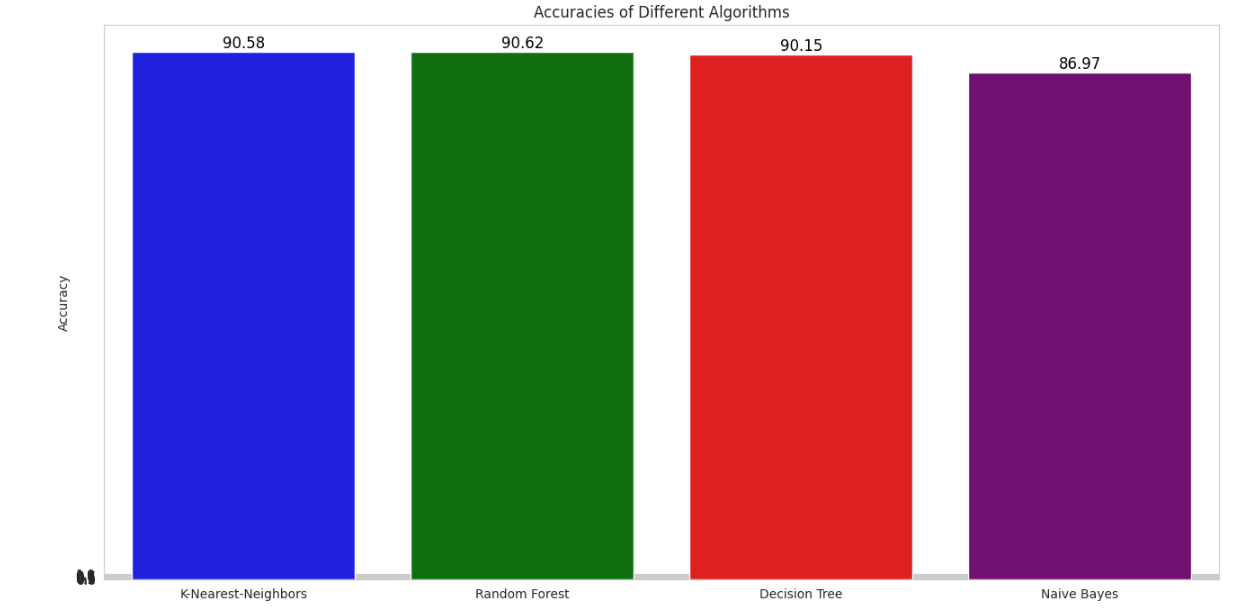 Accuracies of Different Algorithms
90.58
90.62
90.15
86.97
Accuracy
K-Nearest-Neighbors
Random Forest
Decision Tree
Naive Bayes